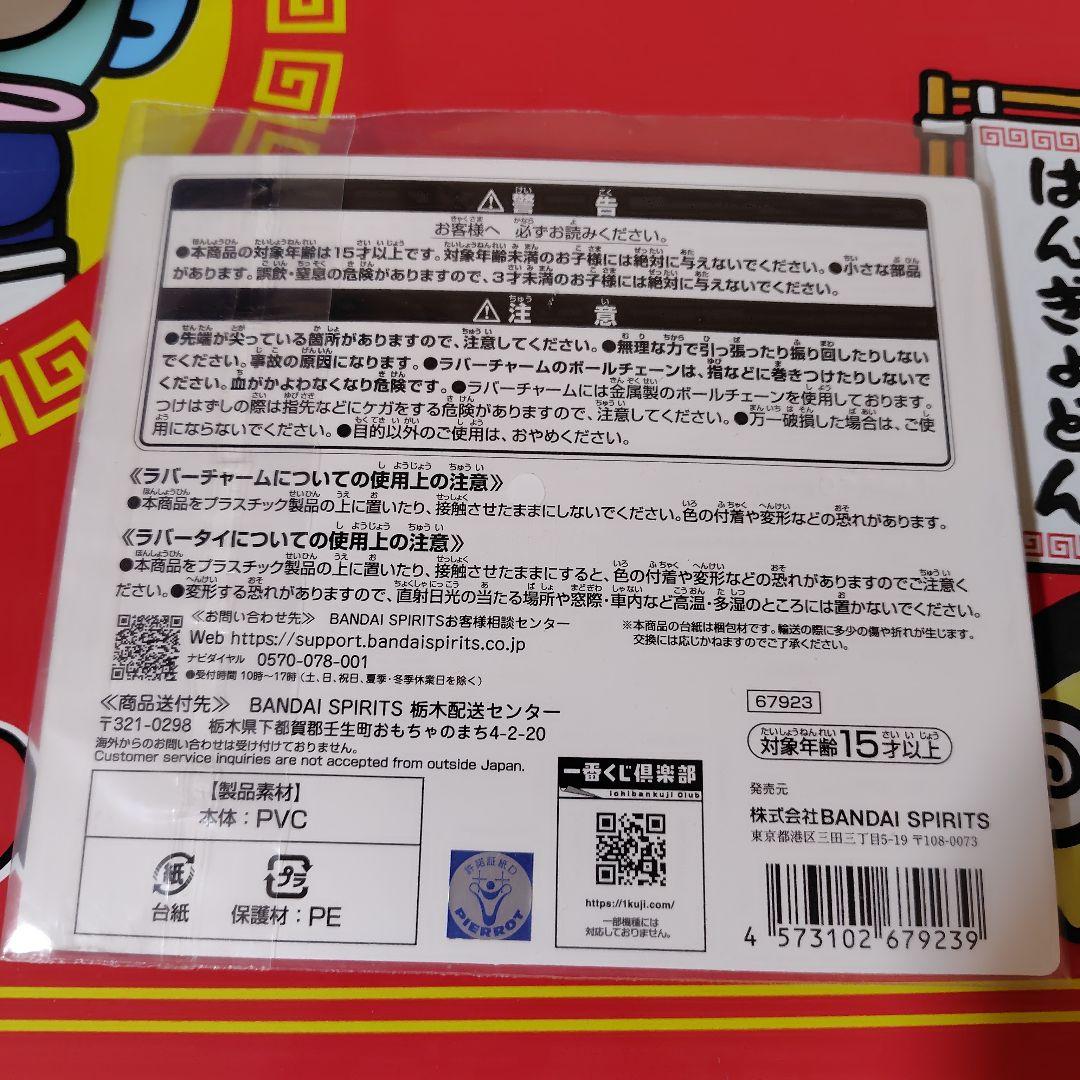 ⚠警告
お客様へ 必ずお読みください。
●本商品の対象年齢は15才以上です。対象年齢未満のお子様には絶対に与えないでください。●小さな部品
があります。誤飲・窒息の危険がありますので、3才未満のお子様には絶対に与えないでください。
⚠注意
●先端が尖っている箇所がありますので、注意してください。●無理な力で引っ張ったり振り回したりしない
でください。事故の原因になります。●ラバーチャームのボールチェーンは、指などに巻きつけたりしないで
ください。血がかよわなくなり危険です。●ラバーチャームには金属製のボールチェーンを使用しております。
つけはずしの際は指先などにケガをする危険がありますので、注意してください。●万一破損した場合は、ご使
用にならないでください。●目的以外のご使用は、おやめください。
《ラバーチャームについての使用上の注意》
●本商品をプラスチック製品の上に置いたり、接触させたままにしないでください。色の付着や変形などの恐れがあります。
《ラバータイについての使用上の注意》
●本商品をプラスチック製品の上に置いたり、接触させたままにすると、色の付着や変形などの恐れがありますのでご注意く
ださい。●変形する恐れがありますので、直射日光の当たる場所や窓際・車内など高温・多湿のところには置かないでください。
≪お問い合わせ先≫ BANDAI SPIRITSお客様相談センター
Web https://support.bandaispirits.co.jp
ナビダイヤル 0570-078-001
●受付時間 10時～17時（土、日、祝日、夏季・冬季休業日を除く）
※本商品の台紙は梱包材です。輸送の際に多少の傷や折れが生じます。
交換には応じかねますのでご了承ください。
≪商品送付先≫ BANDAI SPIRITS 栃木配送センター
〒321-0298 栃木県下都賀郡壬生町おもちゃのまち4-2-20
海外からのお問い合わせは受け付けておりません。
Customer service inquiries are not accepted from outside Japan.
67923
対象年齢15才以上
【製品素材】
本体：PVC
紙
台紙
プラ
保護材：PE
許諾証紙D
PIERROT
一番くじ倶楽部
Ichibankuji Club
https://1kuji.com/
一部機種には
対応しておりません。
発売元
株式会社BANDAI SPIRITS
東京都港区三田三丁目5-19 〒108-0073
4 573102 679239
はんぎょどん